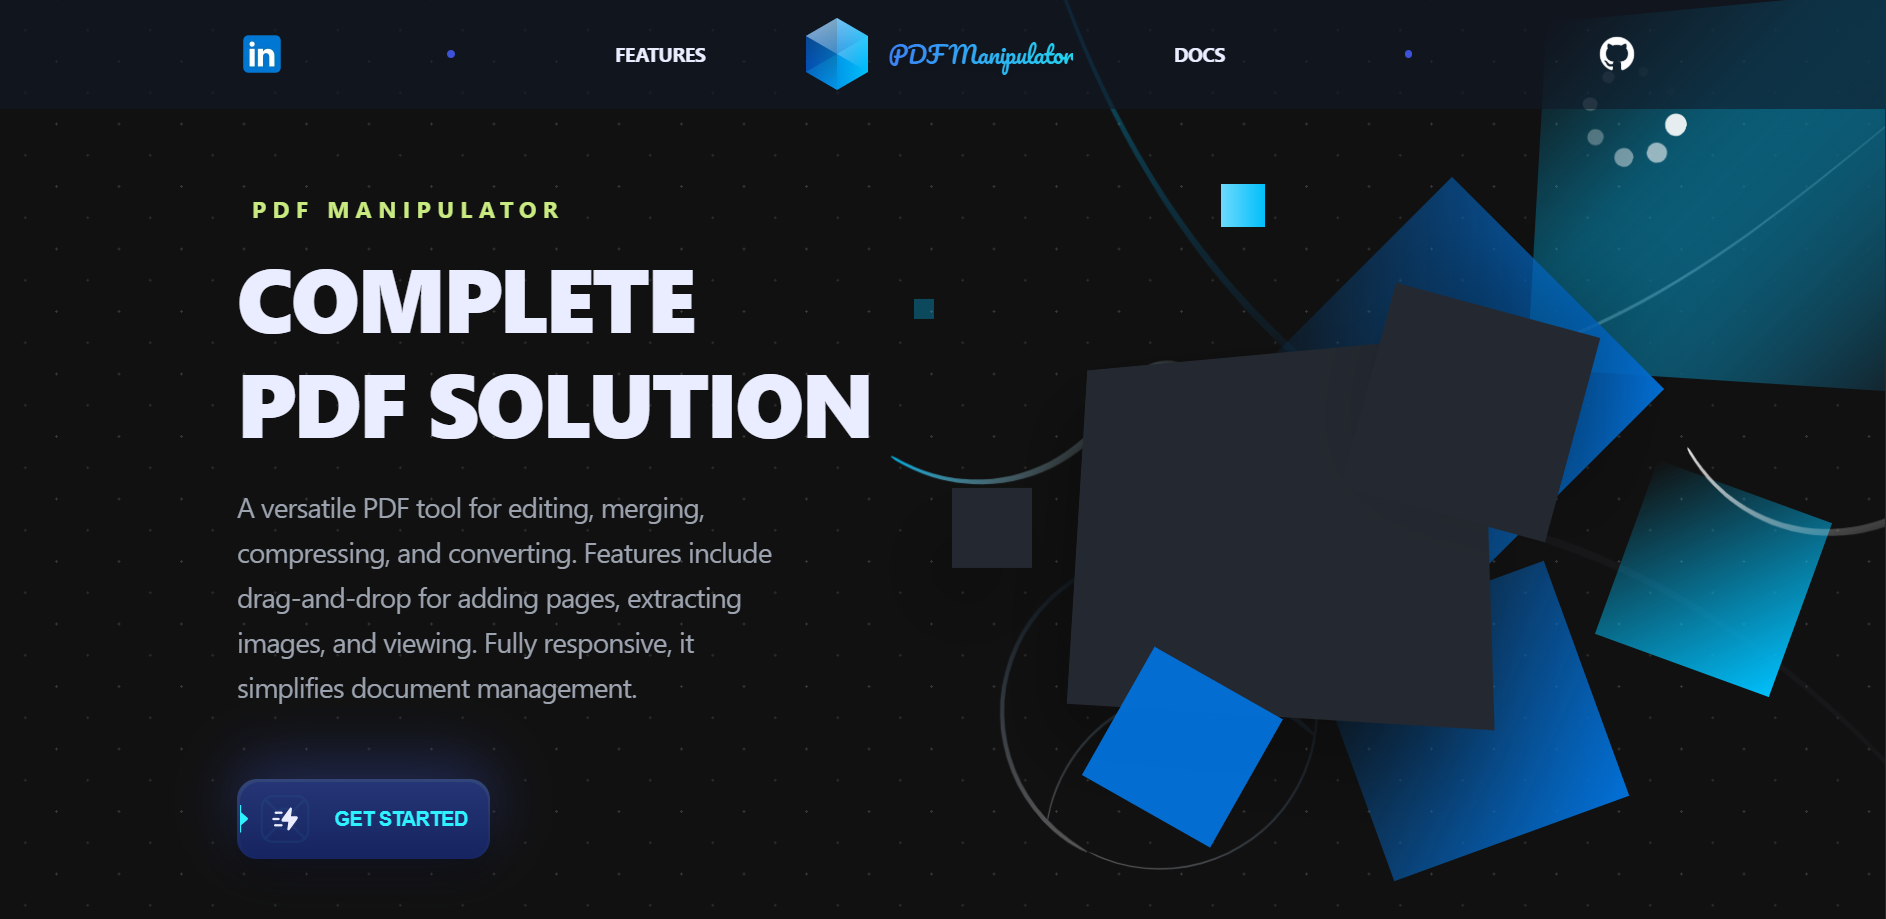 in
FEATURES
PDF Manipulator
DOCS
PDF MANIPULATOR
COMPLETE
PDF SOLUTION
A versatile PDF tool for editing, merging,
compressing, and converting. Features include
drag-and-drop for adding pages, extracting
images, and viewing. Fully responsive, it
simplifies document management.
GET STARTED